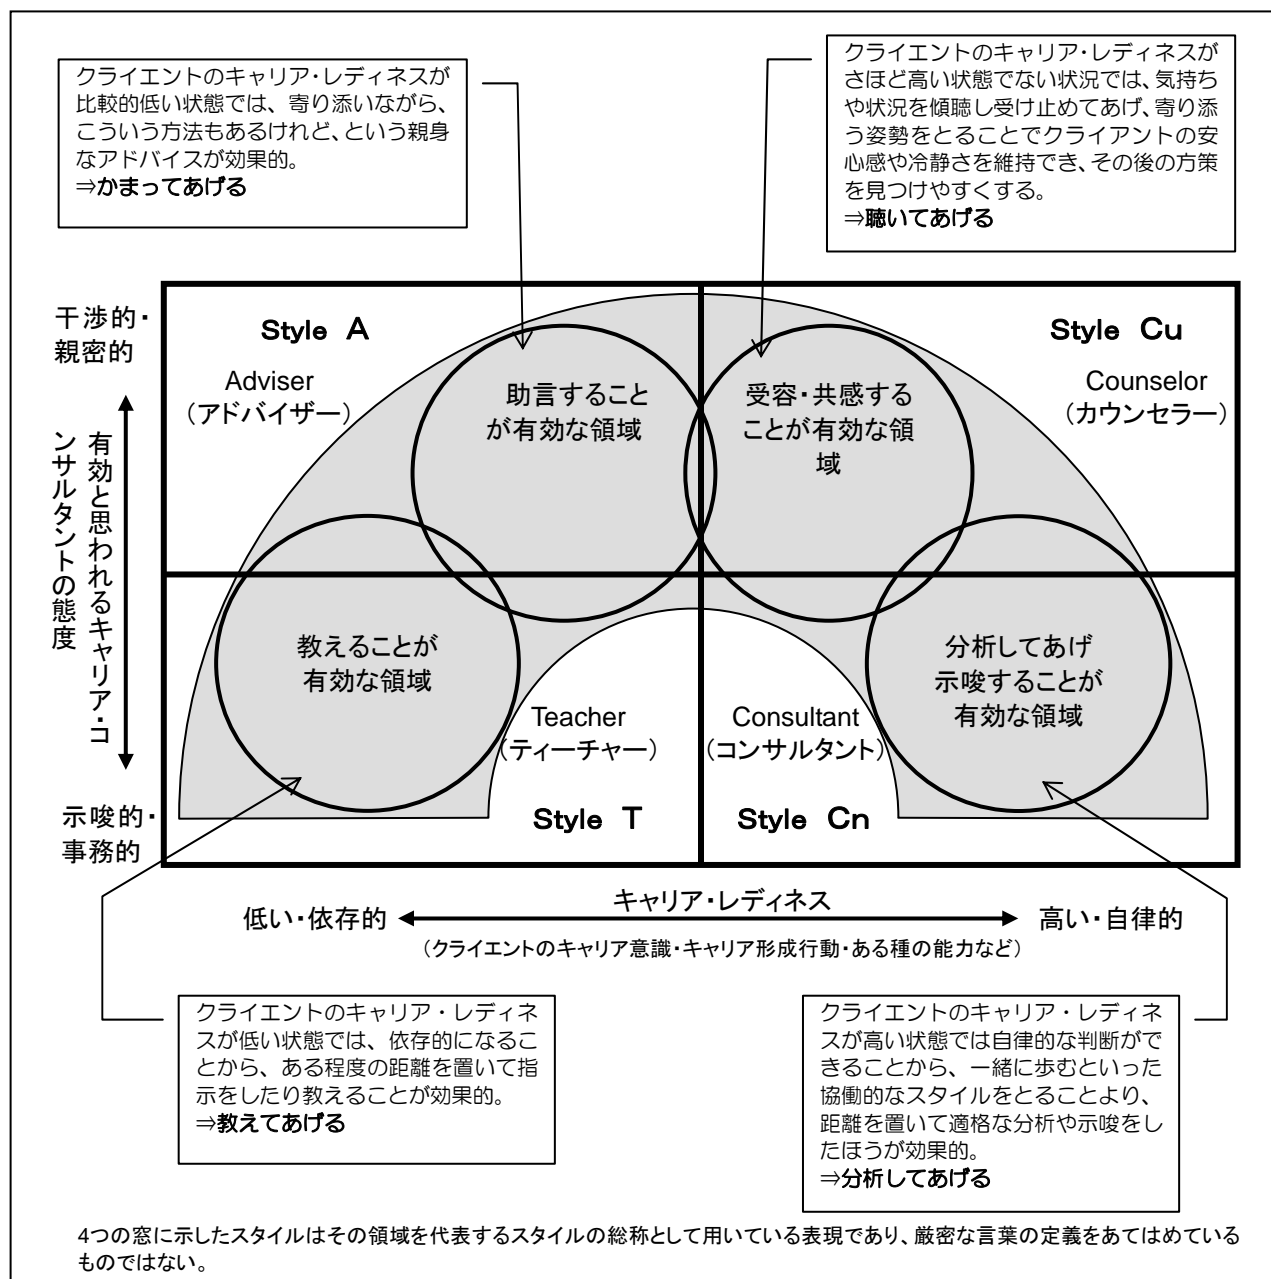 クライエントのキャリア・レディネスが
比較的低い状態では、寄り添いながら、
こういう方法もあるけれど、という親身
なアドバイスが効果的。
⇒かまってあげる
クライエントのキャリア・レディネスが
さほど高い状態でない状況では、気持ち
や状況を傾聴し受け止めてあげ、寄り添
う姿勢をとることでクライアントの安
心感や冷静さを維持でき、その後の方策
を見つけやすくする。
⇒聴いてあげる
干渉的・
親密的
有効と思われるキャリア・コ
ンサルタントの態度
示唆的・
事務的
Style A
Adviser
（アドバイザー）
助言すること
が有効な領域
受容・共感する
ことが有効な領
域
Style Cu
Counselor
（カウンセラー）
教えることが
有効な領域
Teacher
（ティーチャー）
Style T
Consultant
（コンサルタント）
Style Cn
分析してあげ
示唆することが
有効な領域
低い・依存的
キャリア・レディネス
高い・自律的
（クライエントのキャリア意識・キャリア形成行動・ある種の能力など）
クライエントのキャリア・レディネ
スが低い状態では、依存的になるこ
とから、ある程度の距離を置いて指
示をしたり教えることが効果的。
⇒教えてあげる
クライエントのキャリア・レディネ
スが高い状態では自律的な判断がで
きることから、一緒に歩むといった
協働的なスタイルをとることより、
距離を置いて適格な分析や示唆をし
たほうが効果的。
⇒分析してあげる
4つの窓に示したスタイルはその領域を代表するスタイルの総称として用いている表現であり、厳密な言葉の定義をあてはめている
ものではない。